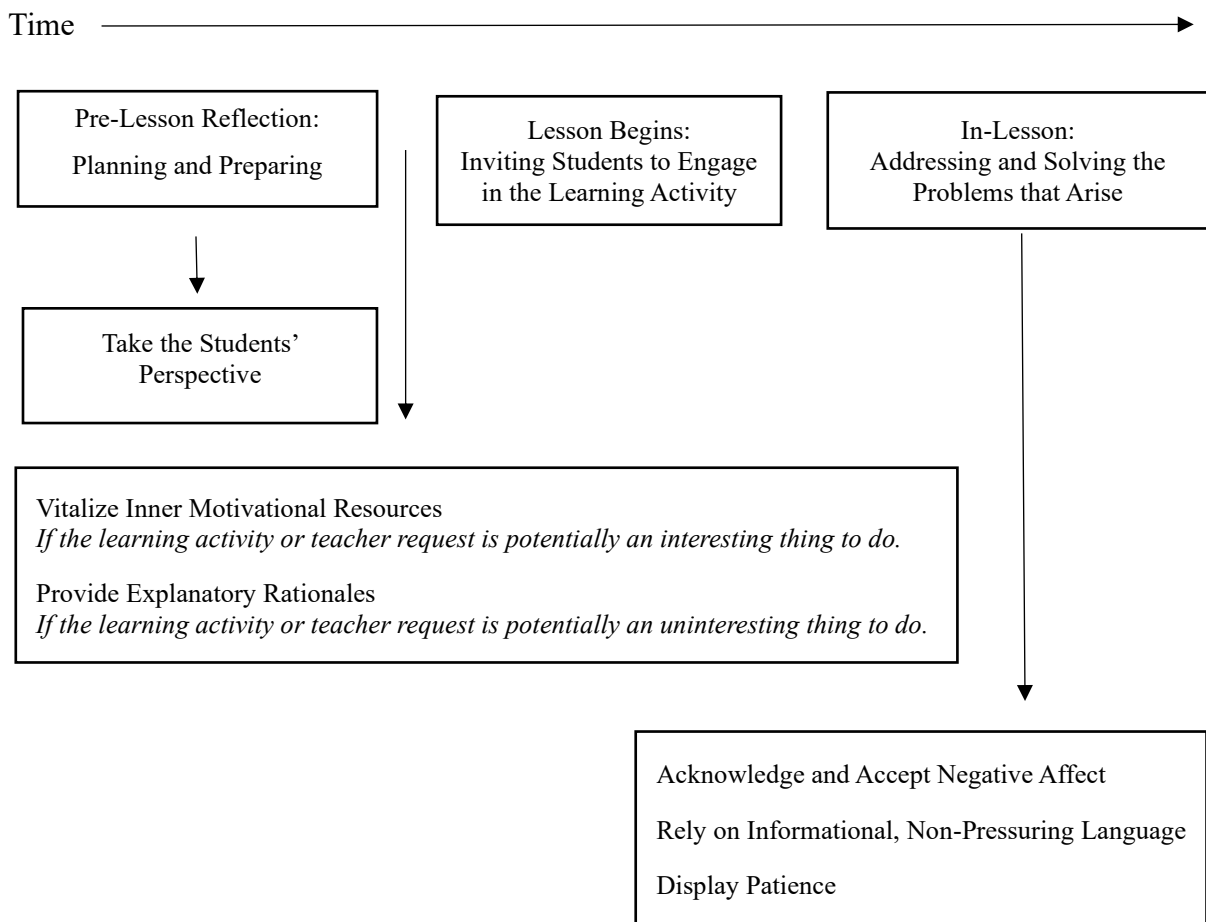 Time
Pre-Lesson Reflection:
Planning and Preparing
Lesson Begins:
Inviting Students to Engage
in the Learning Activity
In-Lesson:
Addressing and Solving the
Problems that Arise
Take the Students’
Perspective
Vitalize Inner Motivational Resources
If the learning activity or teacher request is potentially an interesting thing to do.
Provide Explanatory Rationales
If the learning activity or teacher request is potentially an uninteresting thing to do.
Acknowledge and Accept Negative Affect
Rely on Informational, Non-Pressuring Language
Display Patience